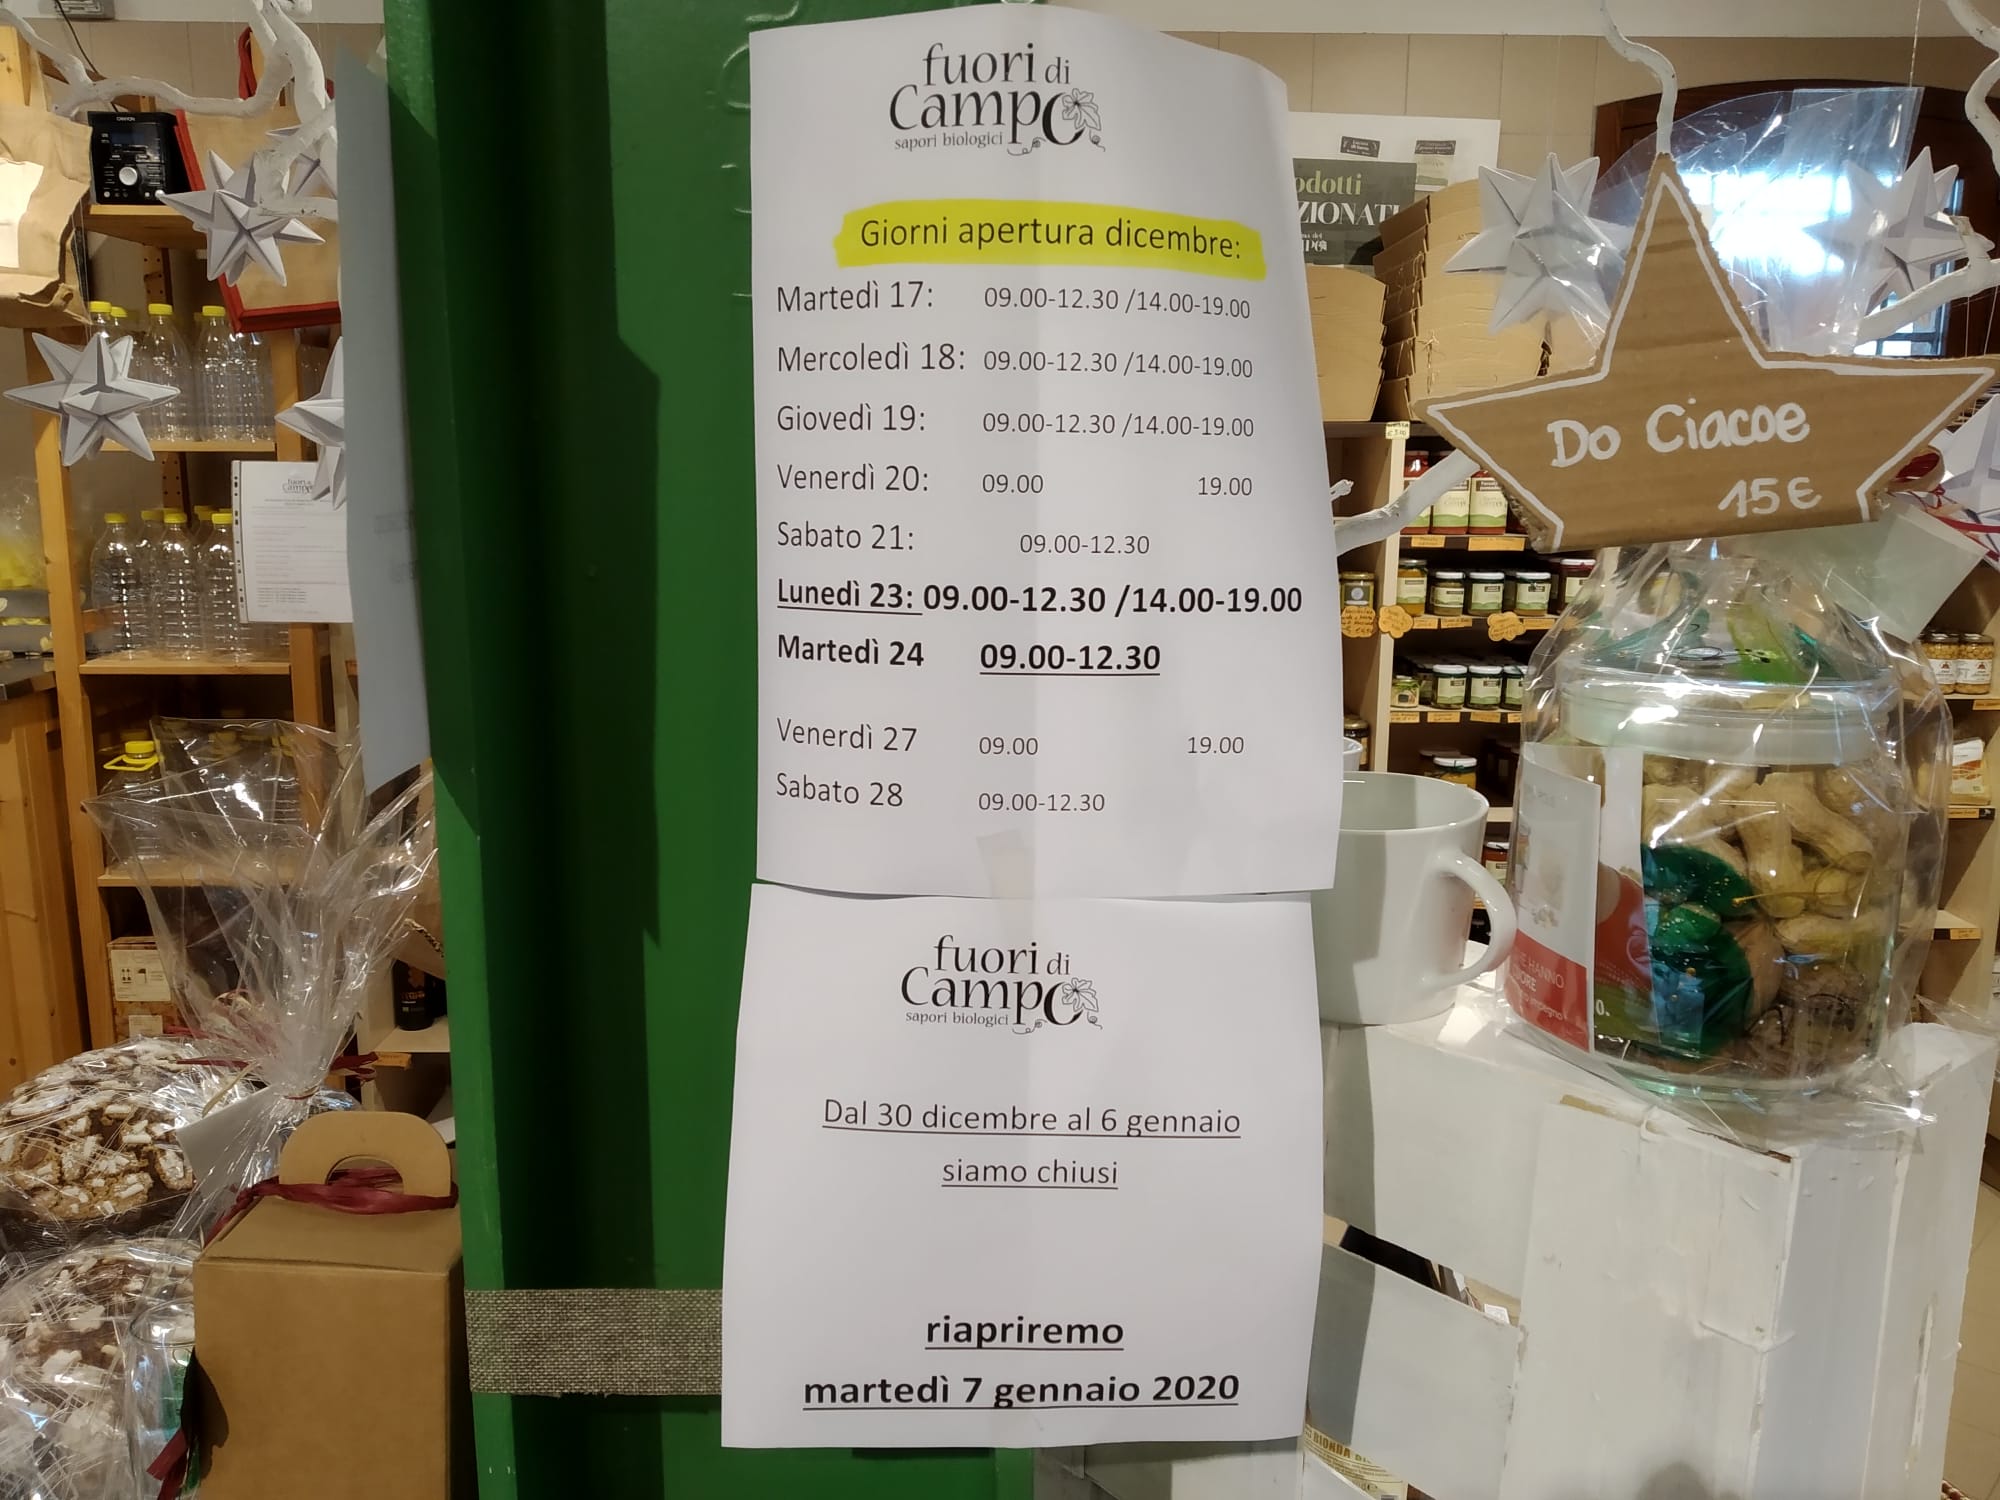 fuori di
Campo
sapori biologici
Giorni apertura dicembre:
Martedì 17: 09.00-12.30 /14.00-19.00
Mercoledì 18: 09.00-12.30 /14.00-19.00
Giovedì 19: 09.00-12.30 /14.00-19.00
Venerdì 20: 09.00 19.00
Sabato 21: 09.00-12.30
Lunedì 23: 09.00-12.30 /14.00-19.00
Martedì 24 09.00-12.30
Venerdì 27 09.00 19.00
Sabato 28 09.00-12.30
fuori di
Campo
sapori biologici
Dal 30 dicembre al 6 gennaio
siamo chiusi
riapriremo
martedì 7 gennaio 2020
Do Ciacoe
15€
fuori di
Campo
HANNO